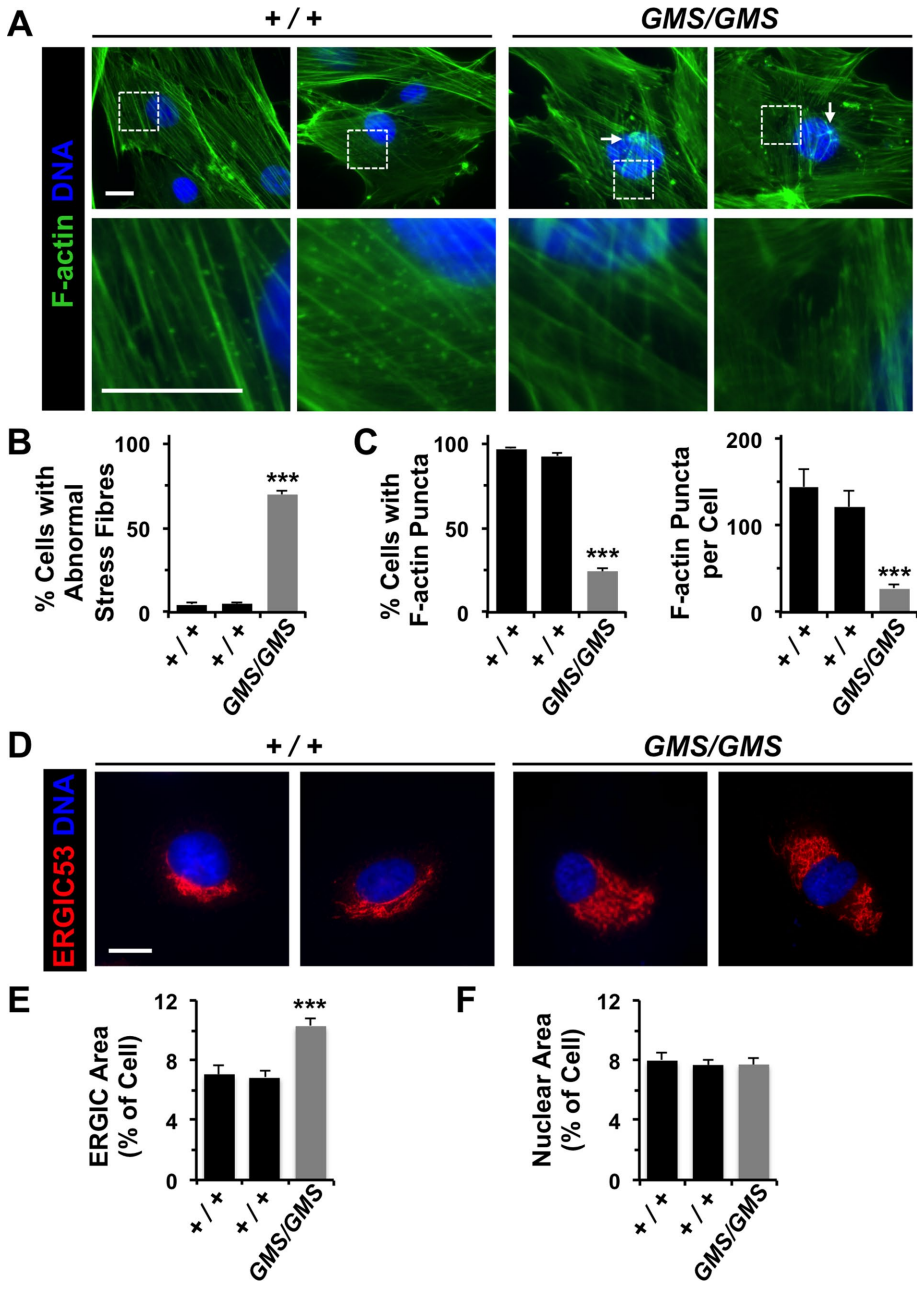 A
+ / +
GMS/GMS
F-actin DNA
B
% Cells with
Abnormal
Stress Fibres
100
50
0
***
+ / +
+ / +
GMS/GMS
C
% Cells with
F-actin Puncta
100
50
0
***
+ / +
+ / +
GMS/GMS
F-actin Puncta
per Cell
200
100
0
***
+ / +
+ / +
GMS/GMS
D
+ / +
GMS/GMS
ERGIC53 DNA
E
ERGIC Area
(% of Cell)
12
8
4
0
***
+ / +
+ / +
GMS/GMS
F
Nuclear Area
(% of Cell)
12
8
4
0
+ / +
+ / +
GMS/GMS